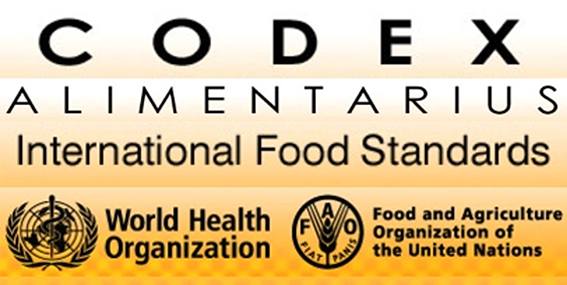 CODEX
ALIMENTARIUS
International Food Standards
World Health
Organization
FAO
FIAT PANIS
Food and Agriculture
Organization of
the United Nations